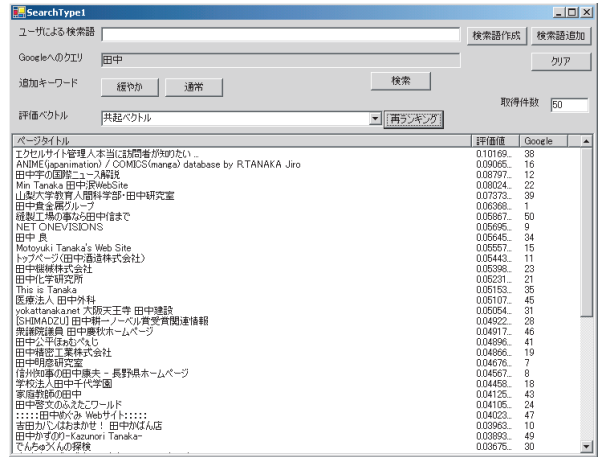 SearchType1
ユーザによる検索語 検索語作成 検索語追加
Googleへのクエリ 田中 クリア
追加キーワード 緩やか 通常 検索
取得件数 50
評価ベクトル 共起ベクトル 再ランキング
ページタイトル 評価値 Google
エクセルサイト管理人本当に訪問者が知りたい ... 0.10169... 38
ANIME(japanimation) / COMICS(manga) database by R.TANAKA Jiro 0.09065... 16
田中宇の国際ニュース解説 0.08797... 12
Min Tanaka 田中泯WebSite 0.08024... 22
山梨大学教育人間科学部・田中研究室 0.07373... 39
田中貴金属グループ 0.06368... 1
縫製工場の事なら田中信まで 0.05867... 50
NET ONEVISIONS 0.05695... 9
田中 良 0.05645... 34
Motoyuki Tanaka's Web Site 0.05557... 15
トップページ(田中酒造株式会社) 0.05443... 11
田中機械株式会社 0.05398... 23
田中化学研究所 0.05231... 21
This is Tanaka 0.05153... 35
医療法人 田中外科 0.05107... 45
yokattanaka.net 大阪天王寺 田中建設 0.05054... 31
[SHIMADZU] 田中耕一ノーベル賞受賞関連情報 0.04922... 28
衆議院議員 田中慶秋ホームページ 0.04917... 46
田中公平ほぉむぺぇじ 0.04896... 41
田中精密工業株式会社 0.04866... 19
田中明彦研究室 0.04676... 7
信州知事の田中康夫 - 長野県ホームページ 0.04567... 8
学校法人田中千代学園 0.04458... 18
家庭教師の田中 0.04125... 43
田中啓文のふえたこワールド 0.04105... 24
:::::田中めぐみ Webサイト::::: 0.04023... 47
吉田カバンはおまかせ！ 田中かばん店 0.03963... 10
田中かずのり-Kazunori Tanaka- 0.03893... 49
でんちゅうくんの探検 0.03675... 30